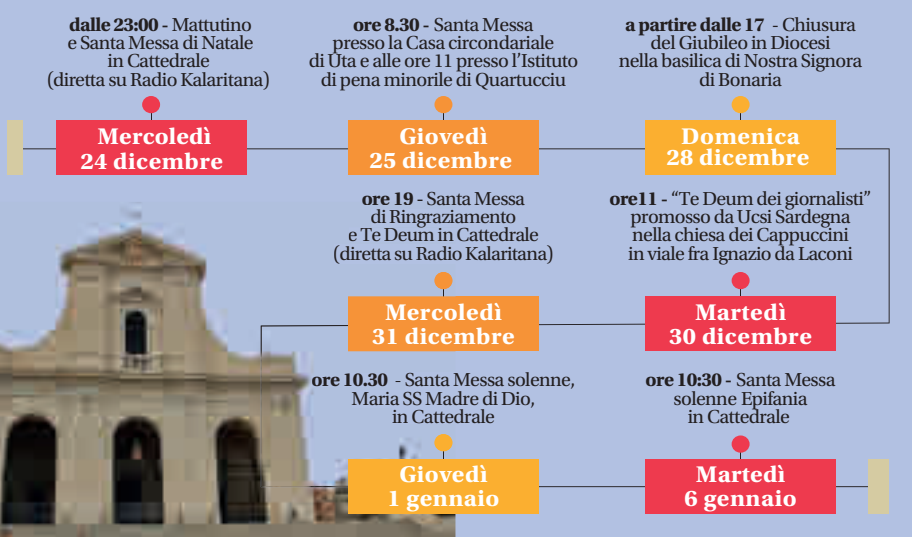 dalle 23:00 - Mattutino
e Santa Messa di Natale
in Cattedrale
(diretta su Radio Kalaritana)
Mercoledì
24 dicembre
ore 8.30 - Santa Messa
presso la Casa circondariale
di Uta e alle ore 11 presso l’Istituto
di pena minorile di Quartucciu
Giovedì
25 dicembre
a partire dalle 17 - Chiusura
del Giubileo in Diocesi
nella basilica di Nostra Signora
di Bonaria
Domenica
28 dicembre
ore11 - “Te Deum dei giornalisti”
promosso da Ucsi Sardegna
nella chiesa dei Cappuccini
in viale fra Ignazio da Laconi
Martedì
30 dicembre
ore 19 - Santa Messa
di Ringraziamento
e Te Deum in Cattedrale
(diretta su Radio Kalaritana)
Mercoledì
31 dicembre
ore 10.30 - Santa Messa solenne,
Maria SS Madre di Dio,
in Cattedrale
Giovedì
1 gennaio
ore 10:30 - Santa Messa
solenne Epifania
in Cattedrale
Martedì
6 gennaio